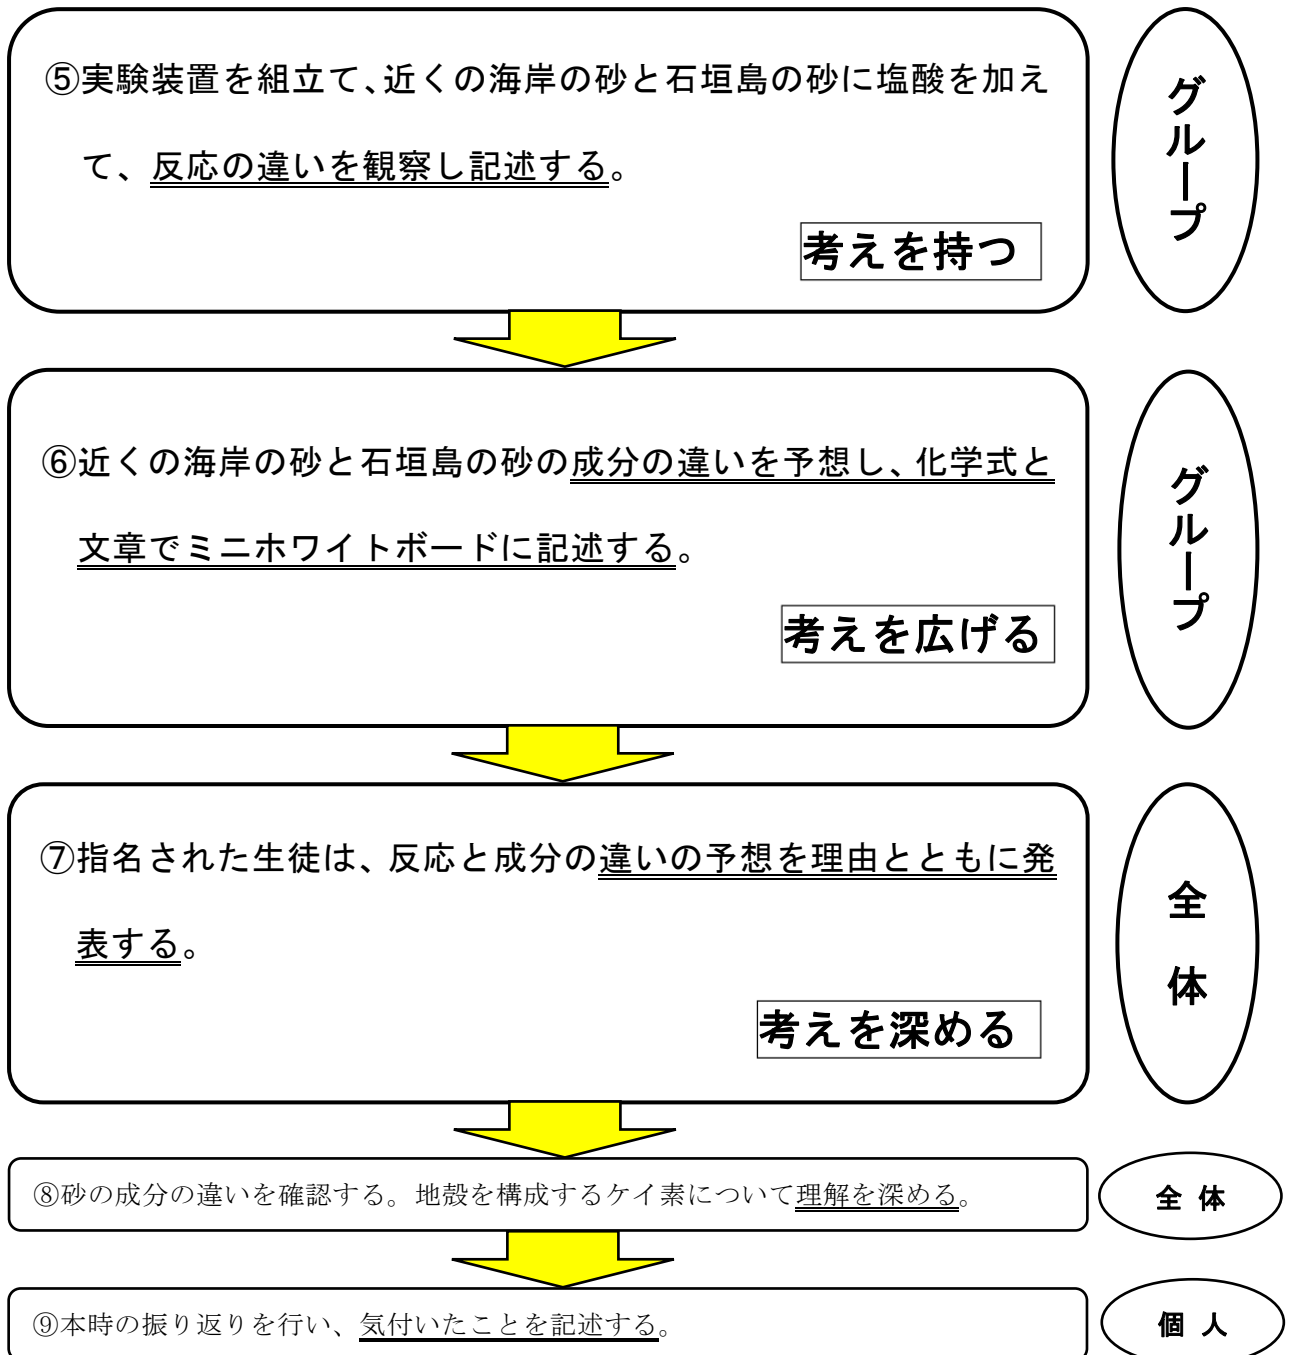 ⑤実験装置を組立て、近くの海岸の砂と石垣島の砂に塩酸を加え
て、反応の違いを観察し記述する。
考えを持つ
グループ
⑥近くの海岸の砂と石垣島の砂の成分の違いを予想し、化学式と
文章でミニホワイトボードに記述する。
考えを広げる
グループ
⑦指名された生徒は、反応と成分の違いの予想を理由とともに発
表する。
考えを深める
全体
⑧砂の成分の違いを確認する。地殻を構成するケイ素について理解を深める。
全 体
⑨本時の振り返りを行い、気付いたことを記述する。
個 人